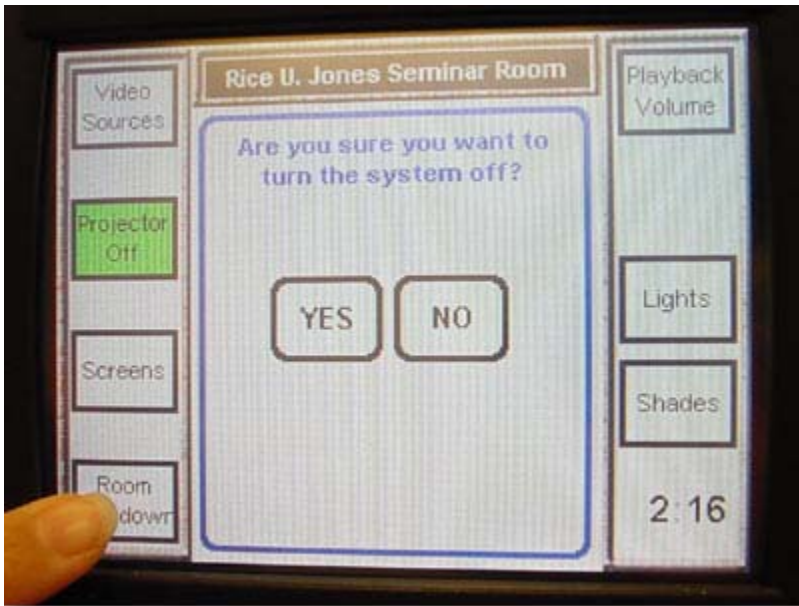 Rice U. Jones Seminar Room
Video
Sources
Projector
Off
Screens
Room
down
Are you sure you want to
turn the system off?
YES
NO
Playback
Volume
Lights
Shades
2:16